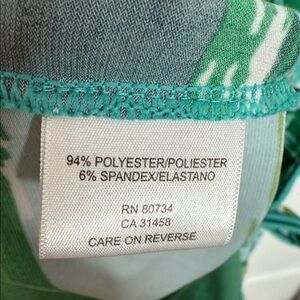 94% POLYESTER/POLIESTER
6% SPANDEX/ELASTANO
RN 80734
CA 31458
CARE ON REVERSE